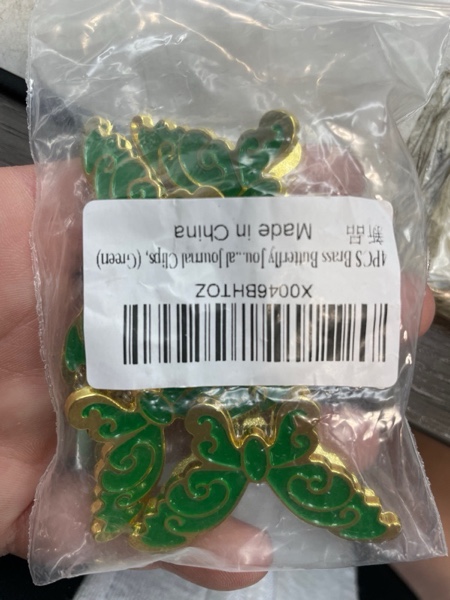 X0046BHTOZ
4PCS Brass Butterfly Jou...al Journal Clips, (Green)
新品
Made in China